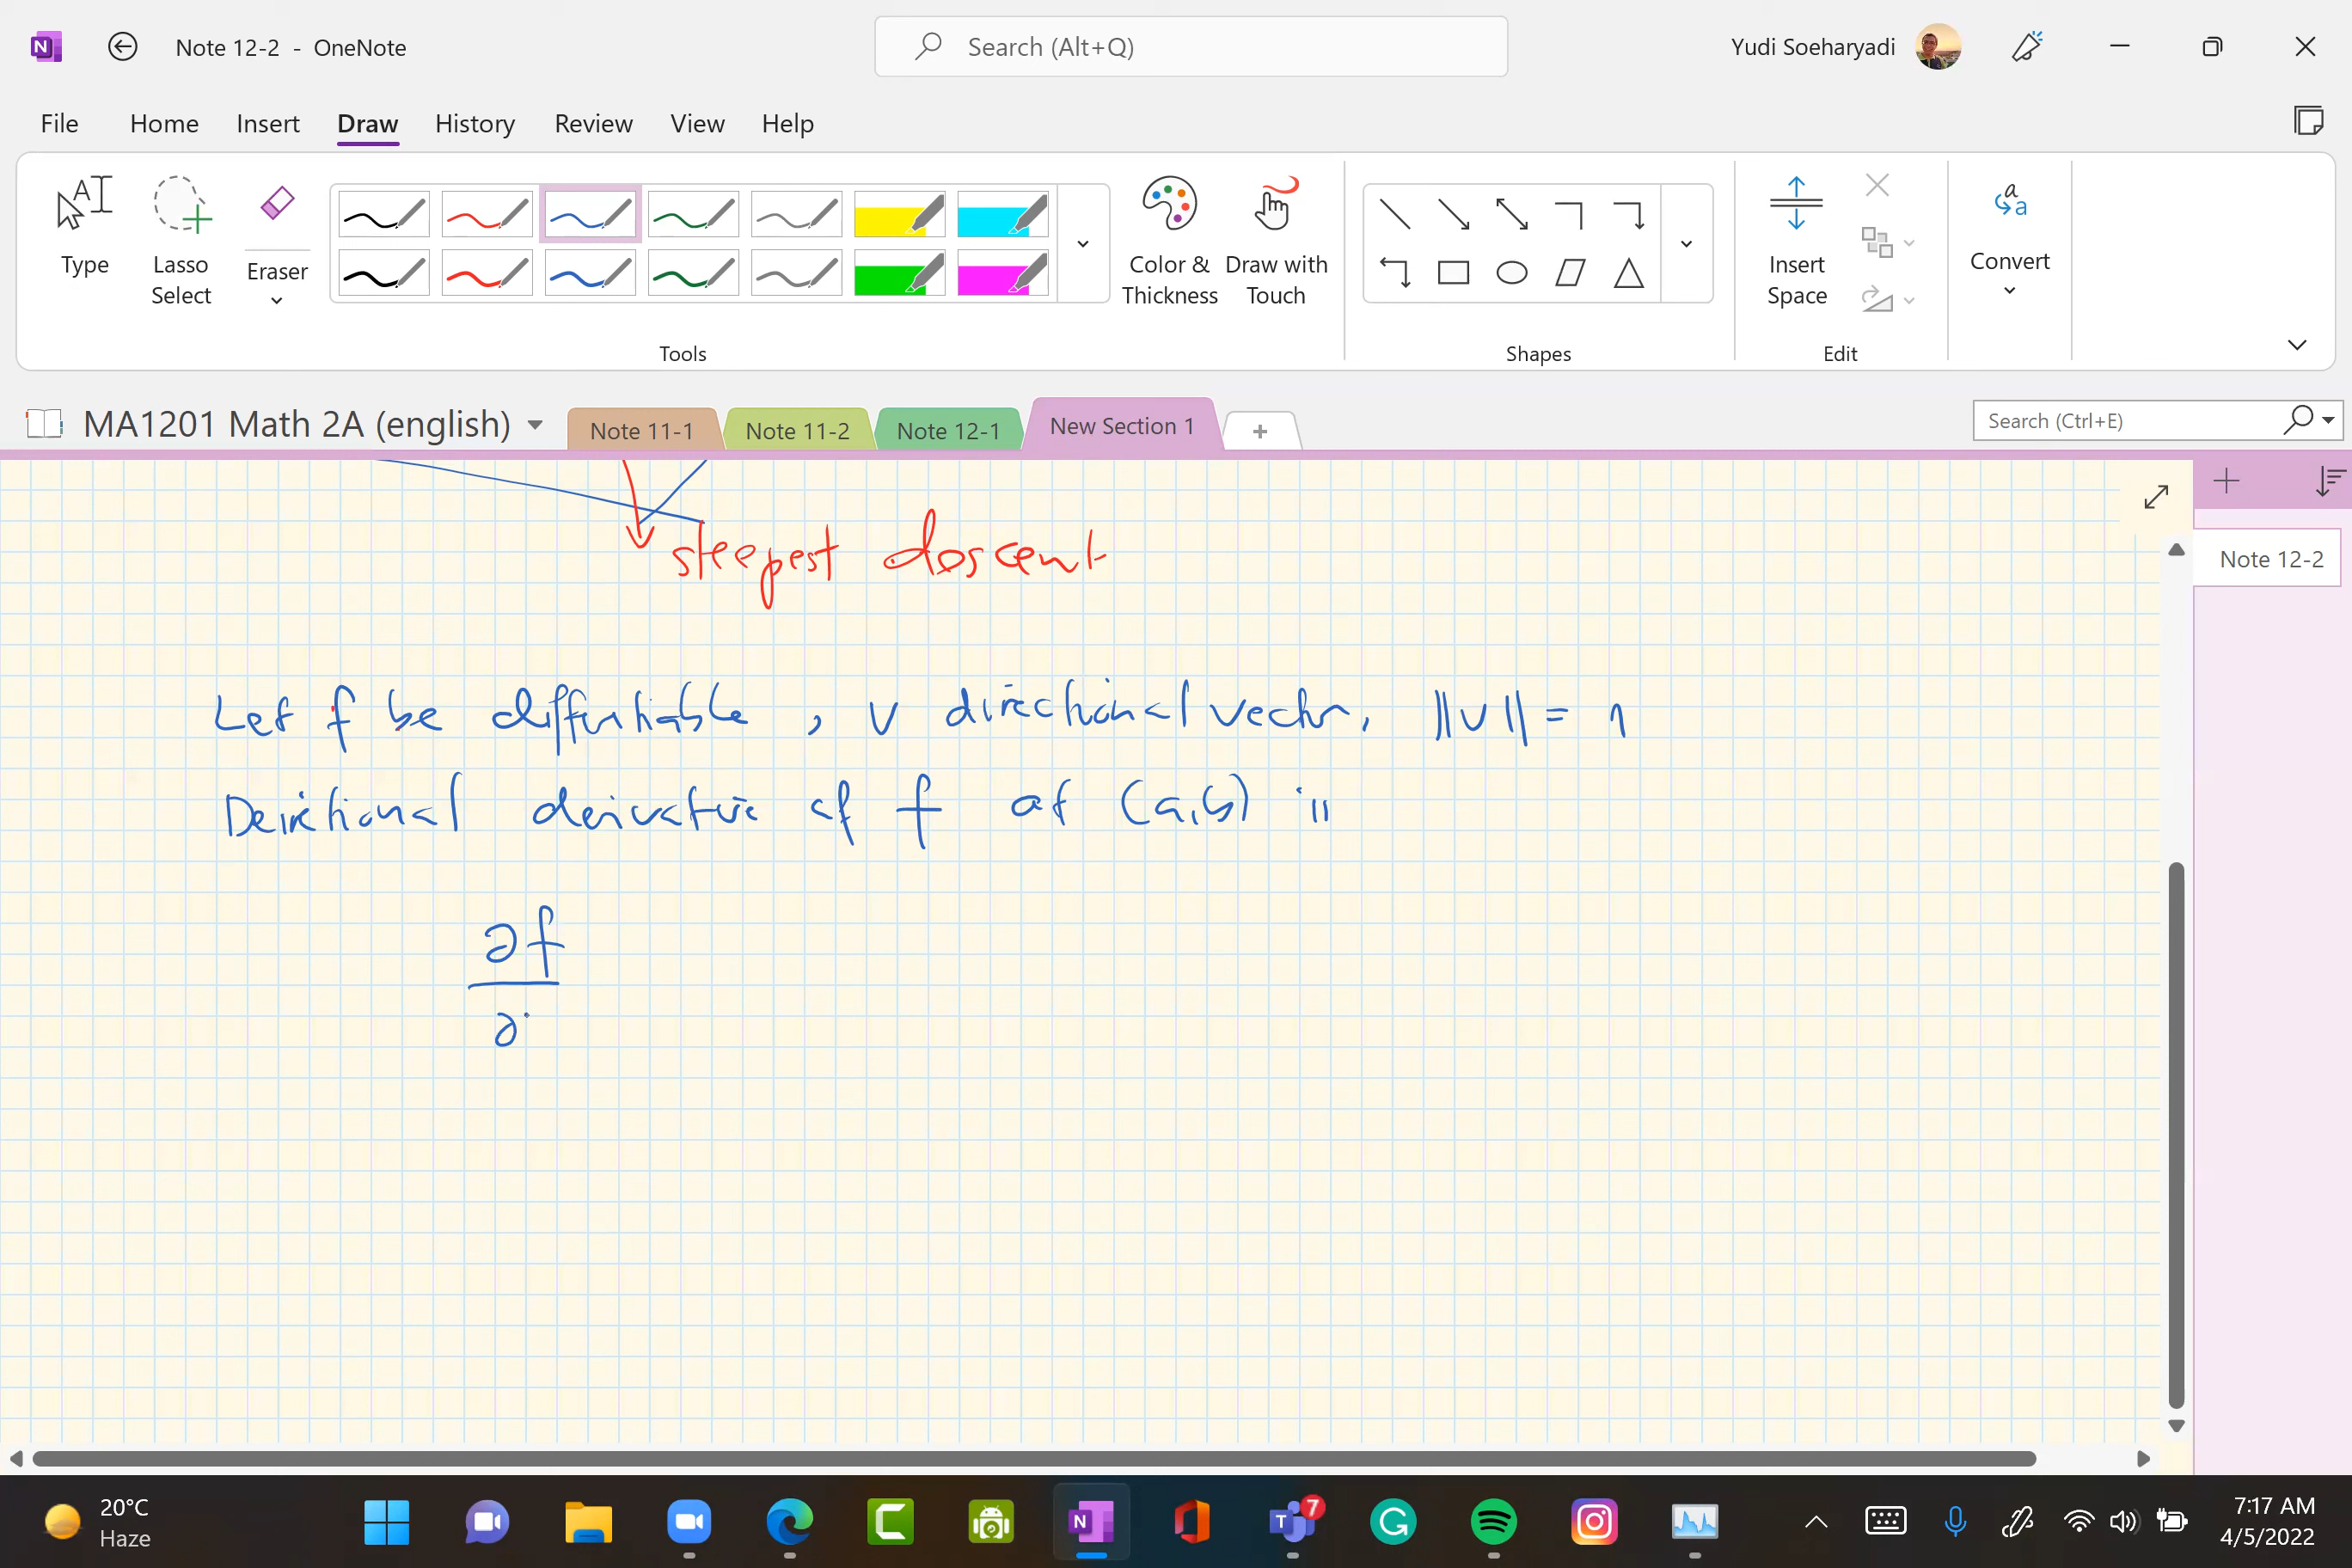 Note 12-2 - OneNote
Search (Alt+Q)
Yudi Soeharyadi
File Home Insert Draw History Review View Help
Type
Lasso Select
Eraser
Color & Thickness
Draw with Touch
Insert Space
Convert
Tools
Shapes
Edit
MA1201 Math 2A (english)
Note 11-1
Note 11-2
Note 12-1
New Section 1
Search (Ctrl+E)
Note 12-2
steepest descent
Let f be differentiable, v directional vector, ||v|| = 1
Deirectional derivative of f at (a,b) is
∂f
∂
20°C
Haze
7
7:17 AM
4/5/2022